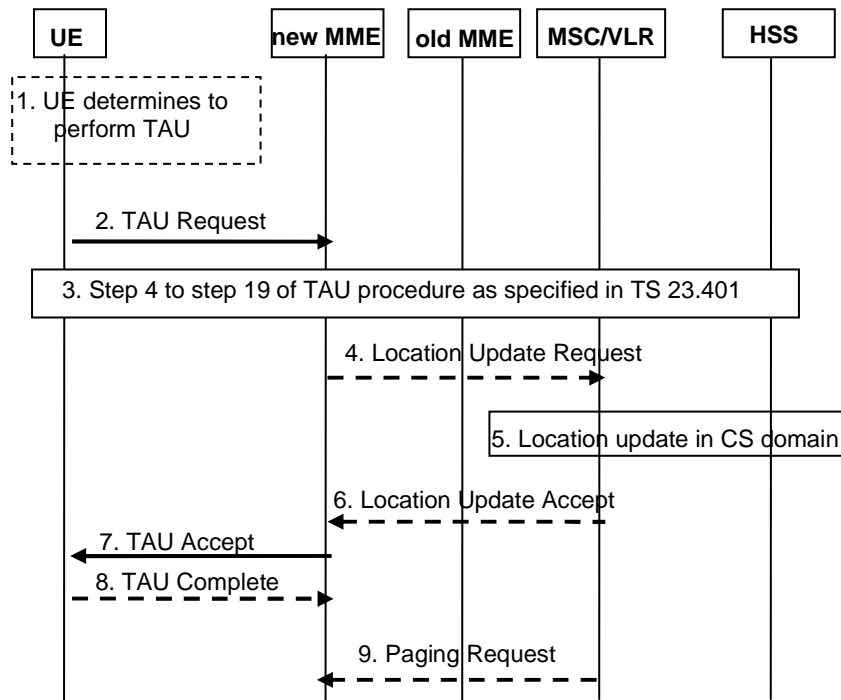 UE
new MME
old MME
MSC/VLR
HSS
1. UE determines to
perform TAU
2. TAU Request
3. Step 4 to step 19 of TAU procedure as specified in TS 23.401
4. Location Update Request
5. Location update in CS domain
6. Location Update Accept
7. TAU Accept
8. TAU Complete
9. Paging Request